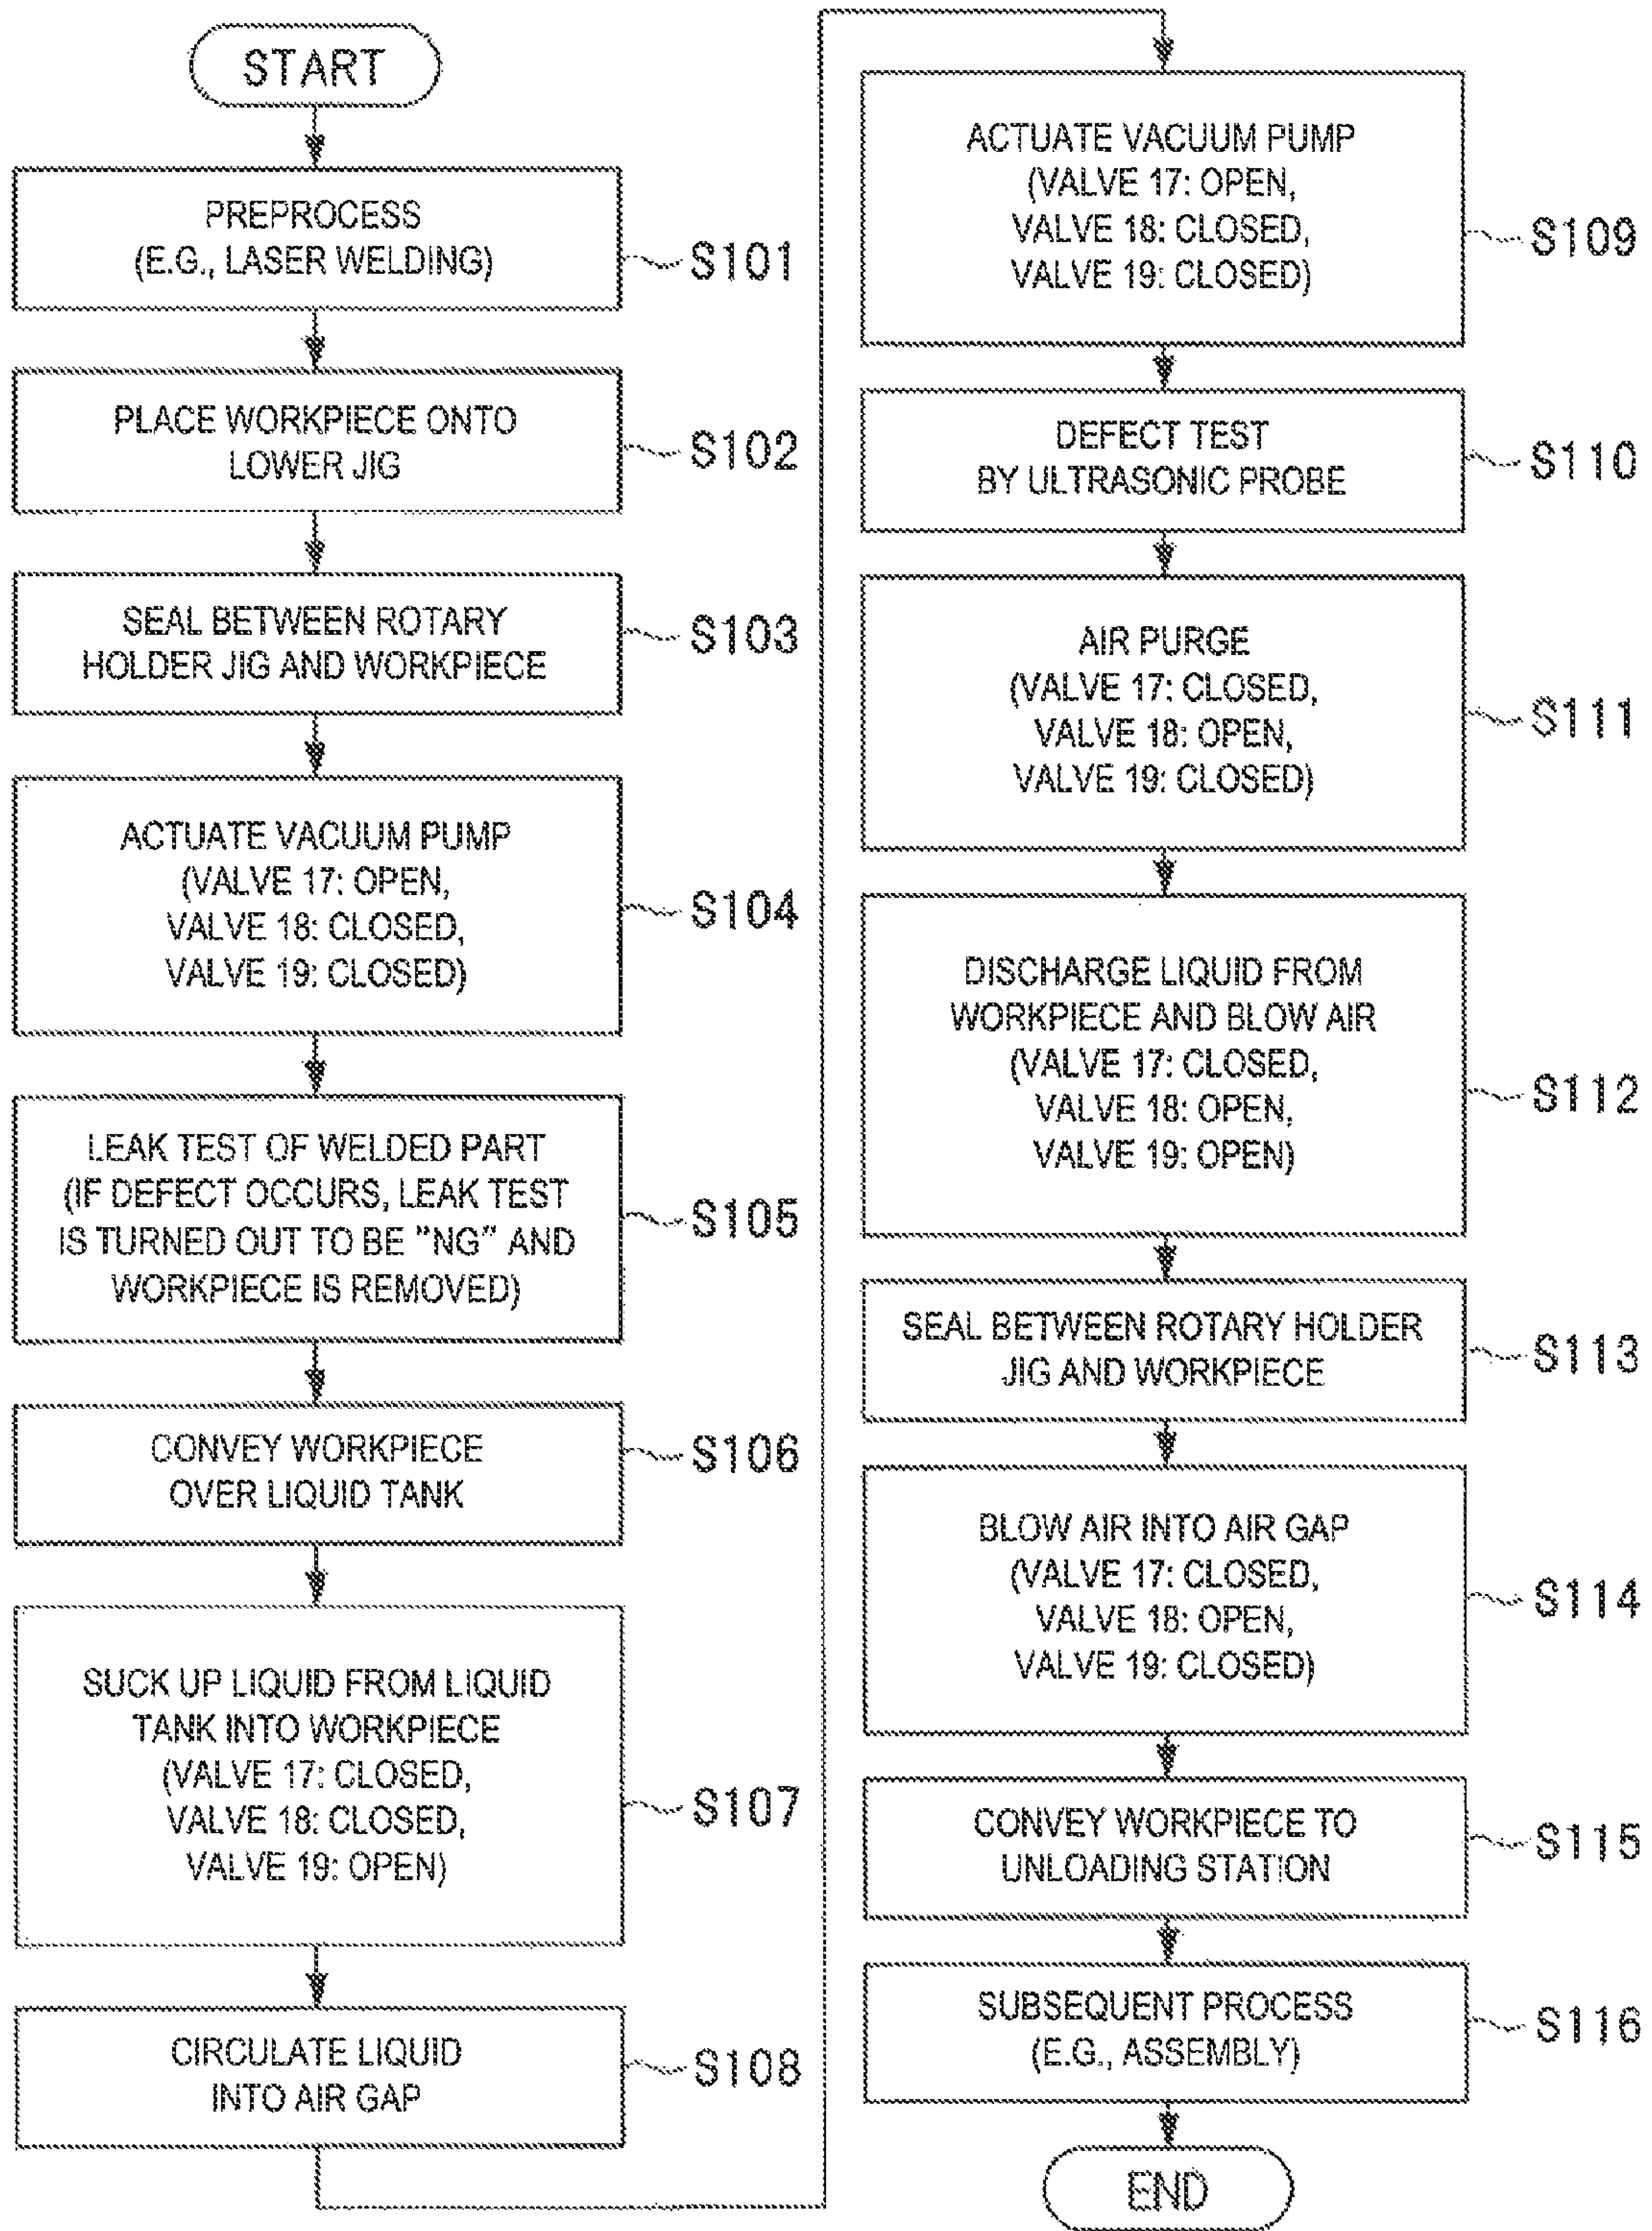 START
PREPROCESS
(E.G., LASER WELDING)
S101
PLACE WORKPIECE ONTO
LOWER JIG
S102
SEAL BETWEEN ROTARY
HOLDER JIG AND WORKPIECE
S103
ACTUATE VACUUM PUMP
(VALVE 17: OPEN,
VALVE 18: CLOSED,
VALVE 19: CLOSED)
S104
LEAK TEST OF WELDED PART
(IF DEFECT OCCURS, LEAK TEST
IS TURNED OUT TO BE "NG" AND
WORKPIECE IS REMOVED)
S105
CONVEY WORKPIECE
OVER LIQUID TANK
S106
SUCK UP LIQUID FROM LIQUID
TANK INTO WORKPIECE
(VALVE 17: CLOSED,
VALVE 18: CLOSED,
VALVE 19: OPEN)
S107
CIRCULATE LIQUID
INTO AIR GAP
S108
ACTUATE VACUUM PUMP
(VALVE 17: OPEN,
VALVE 18: CLOSED,
VALVE 19: CLOSED)
S109
DEFECT TEST
BY ULTRASONIC PROBE
S110
AIR PURGE
(VALVE 17: CLOSED,
VALVE 18: OPEN,
VALVE 19: CLOSED)
S111
DISCHARGE LIQUID FROM
WORKPIECE AND BLOW AIR
(VALVE 17: CLOSED,
VALVE 18: OPEN,
VALVE 19: OPEN)
S112
SEAL BETWEEN ROTARY HOLDER
JIG AND WORKPIECE
S113
BLOW AIR INTO AIR GAP
(VALVE 17: CLOSED,
VALVE 18: OPEN,
VALVE 19: CLOSED)
S114
CONVEY WORKPIECE TO
UNLOADING STATION
S115
SUBSEQUENT PROCESS
(E.G., ASSEMBLY)
S116
END